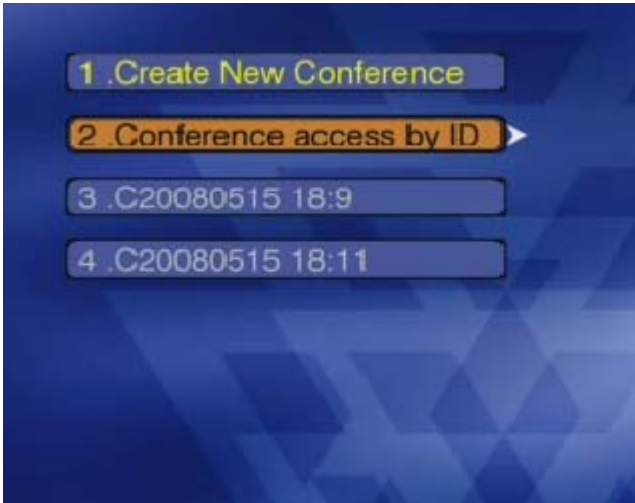 1 .Create New Conference
2 .Conference access by ID
3 .C20080515 18:9
4 .C20080515 18:11